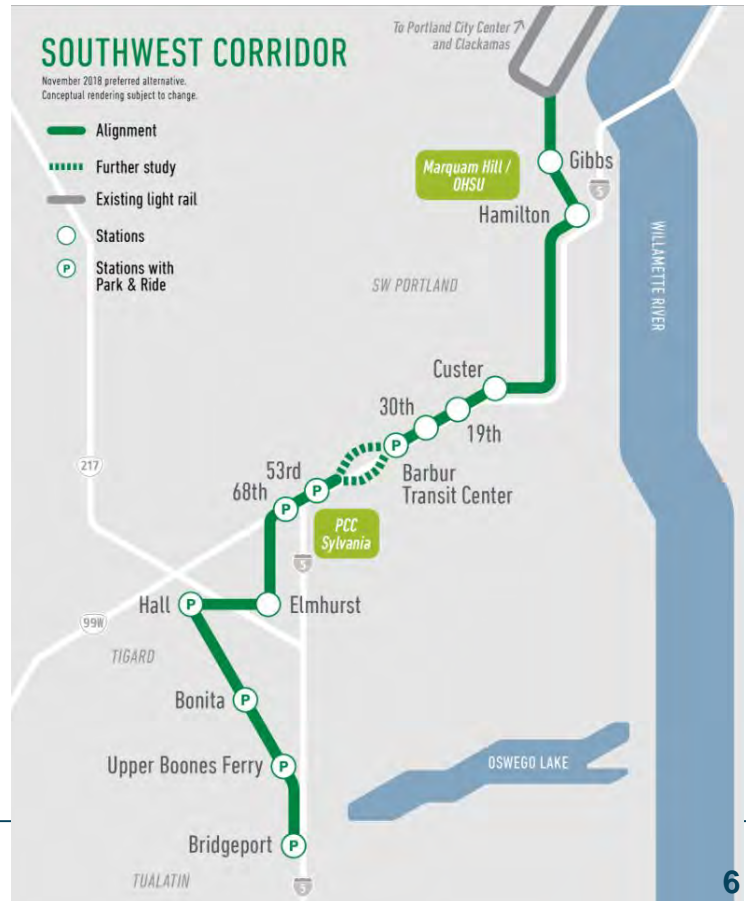 To Portland City Center
and Clackamas
SOUTHWEST CORRIDOR
November 2018 preferred alternative.
Conceptual rendering subject to change.
Alignment
Further study
Existing light rail
Stations
P
Stations with
Park & Ride
Marquam Hill /
OHSU
Gibbs
5
Hamilton
WILLAMETTE RIVER
SW PORTLAND
Custer
30th
19th
P
Barbur
Transit Center
217
53rd
68th
P
P
PCC
Sylvania
5
Hall
P
Elmhurst
99W
TIGARD
Bonita
P
Upper Boones Ferry
P
OSWEGO LAKE
Bridgeport
P
TUALATIN
5
6